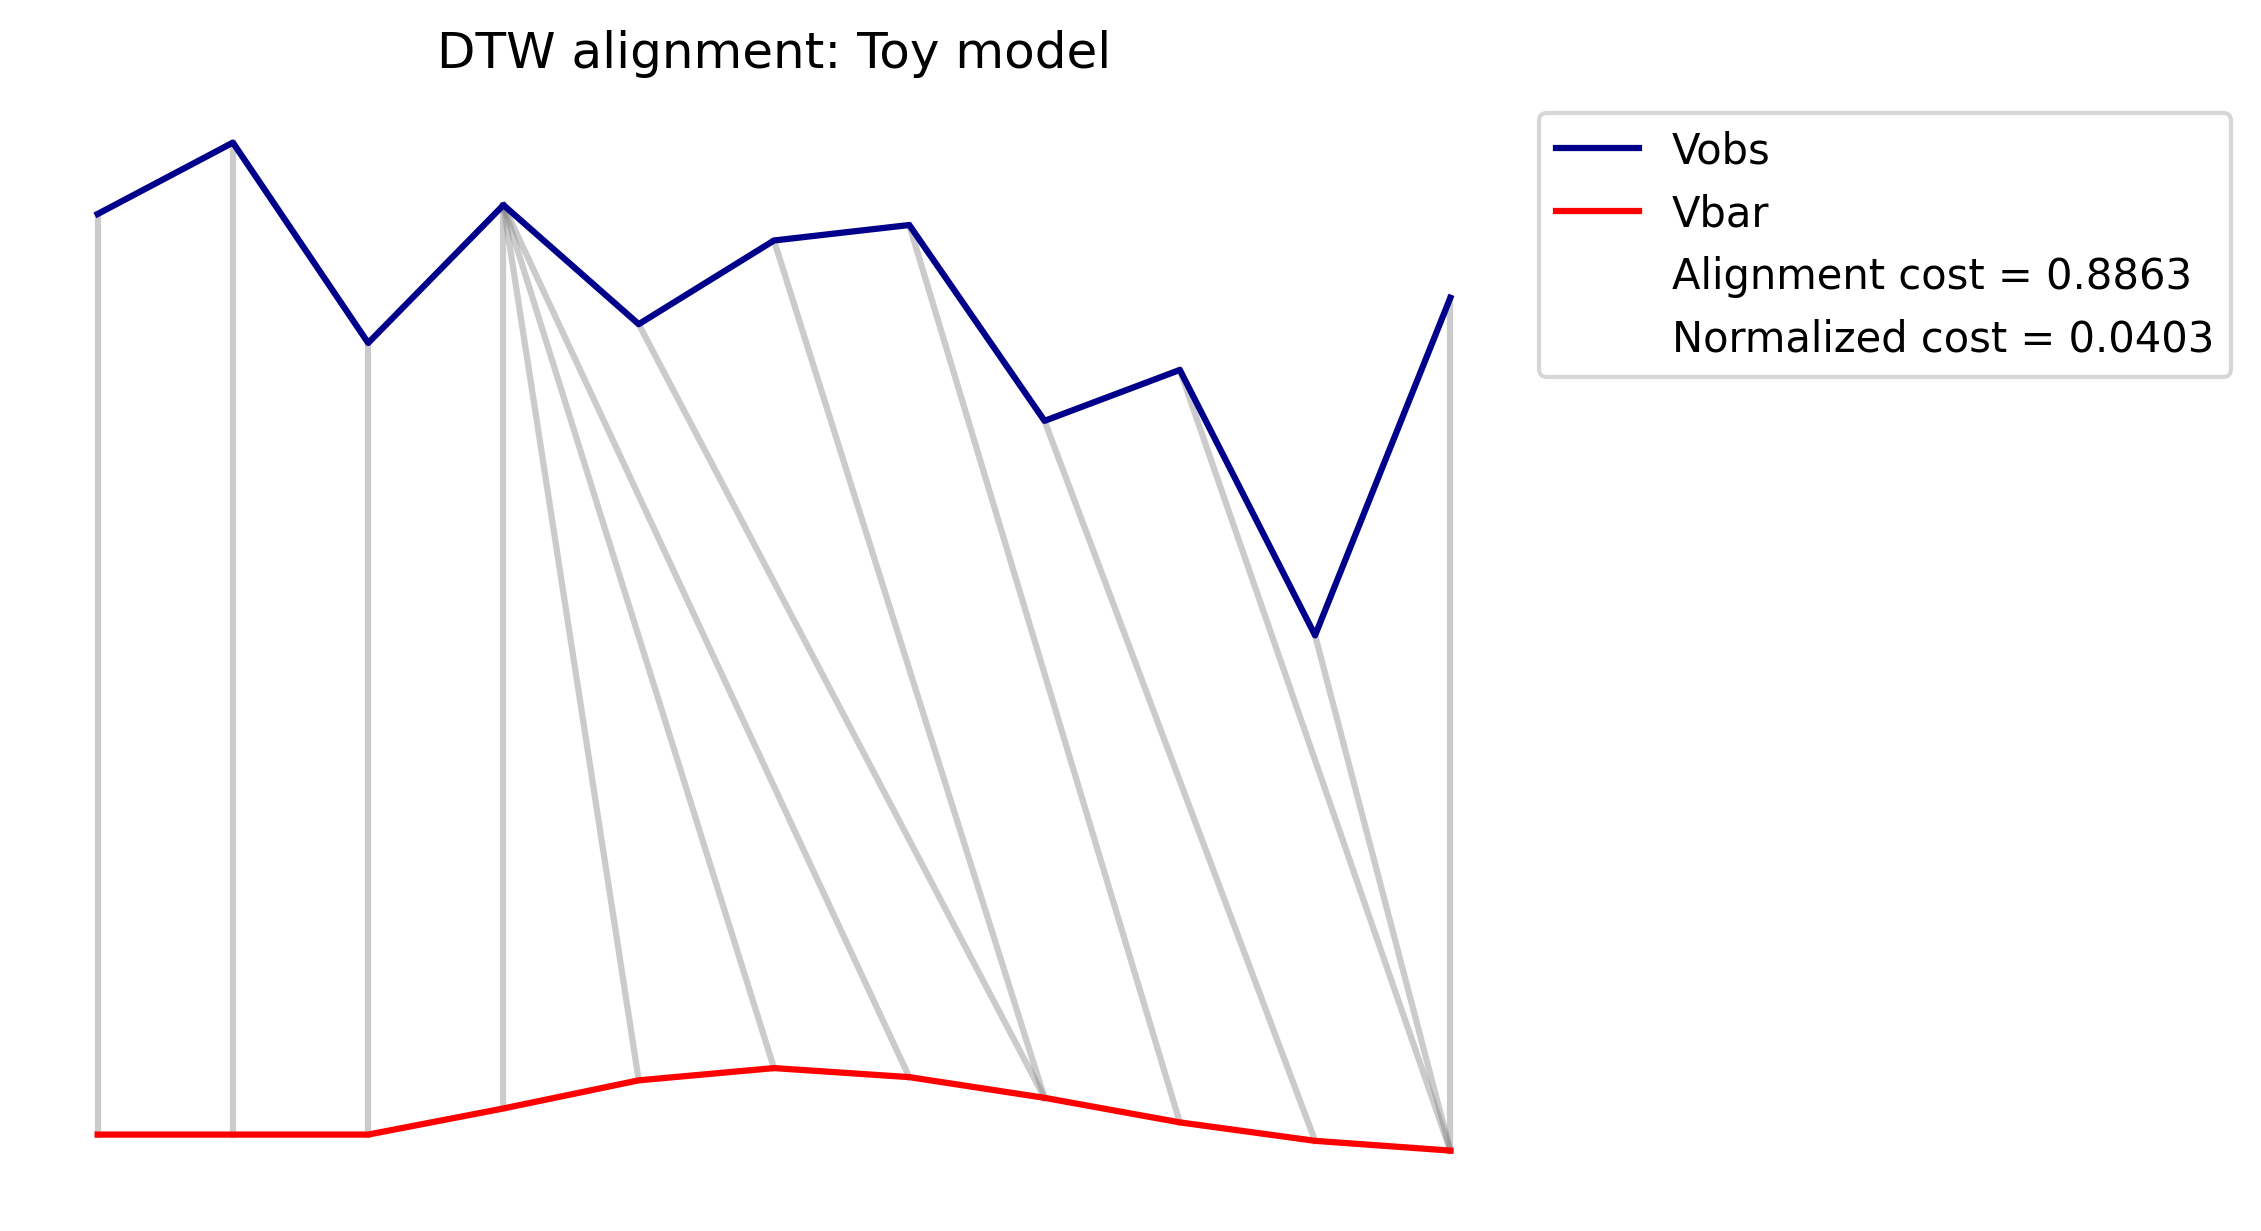 DTW alignment: Toy model
Vobs
Vbar
Alignment cost = 0.8863
Normalized cost = 0.0403